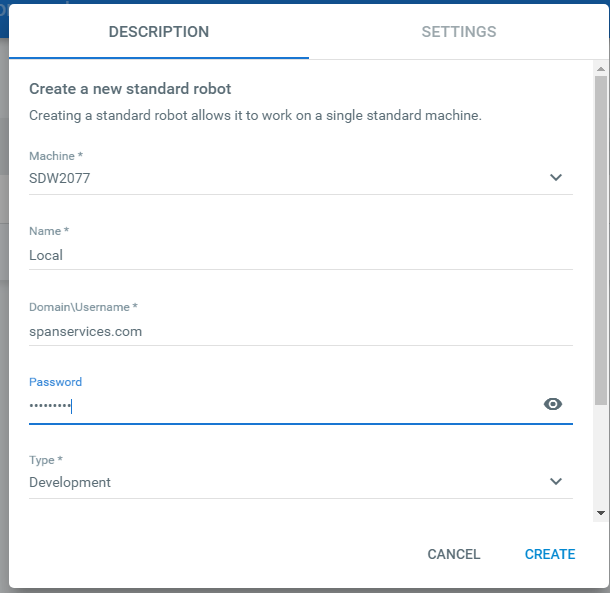 DESCRIPTION SETTINGS
Create a new standard robot
Creating a standard robot allows it to work on a single standard machine.
Machine *
SDW2077
Name *
Local
Domain\Username *
spanservices.com
Password
•••••••••
Type *
Development
CANCEL CREATE